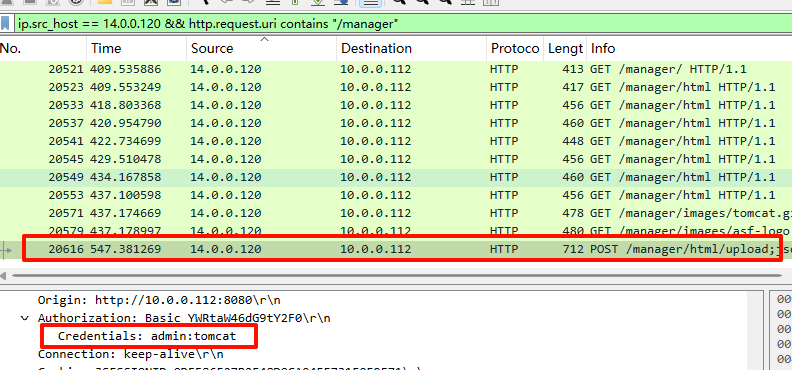 ip.src_host == 14.0.0.120 && http.request.uri contains "/manager"
No. Time Source Destination Protoco Lengt Info
20521 409.535886 14.0.0.120 10.0.0.112 HTTP 413 GET /manager/ HTTP/1.1
20523 409.553249 14.0.0.120 10.0.0.112 HTTP 417 GET /manager/html HTTP/1.1
20533 418.803368 14.0.0.120 10.0.0.112 HTTP 456 GET /manager/html HTTP/1.1
20537 420.954790 14.0.0.120 10.0.0.112 HTTP 460 GET /manager/html HTTP/1.1
20541 422.734699 14.0.0.120 10.0.0.112 HTTP 448 GET /manager/html HTTP/1.1
20545 429.510478 14.0.0.120 10.0.0.112 HTTP 456 GET /manager/html HTTP/1.1
20549 434.167858 14.0.0.120 10.0.0.112 HTTP 460 GET /manager/html HTTP/1.1
20553 437.100598 14.0.0.120 10.0.0.112 HTTP 456 GET /manager/html HTTP/1.1
20571 437.174669 14.0.0.120 10.0.0.112 HTTP 478 GET /manager/images/tomcat.gi
20579 437.178997 14.0.0.120 10.0.0.112 HTTP 480 GET /manager/images/asf-logo
20616 547.381269 14.0.0.120 10.0.0.112 HTTP 712 POST /manager/html/upload;jse
Origin: http://10.0.0.112:8080\r\n 00
Authorization: Basic YWRtaW46dG9tY2F0\r\n 00
Credentials: admin:tomcat 00
Connection: keep-alive\r\n 00